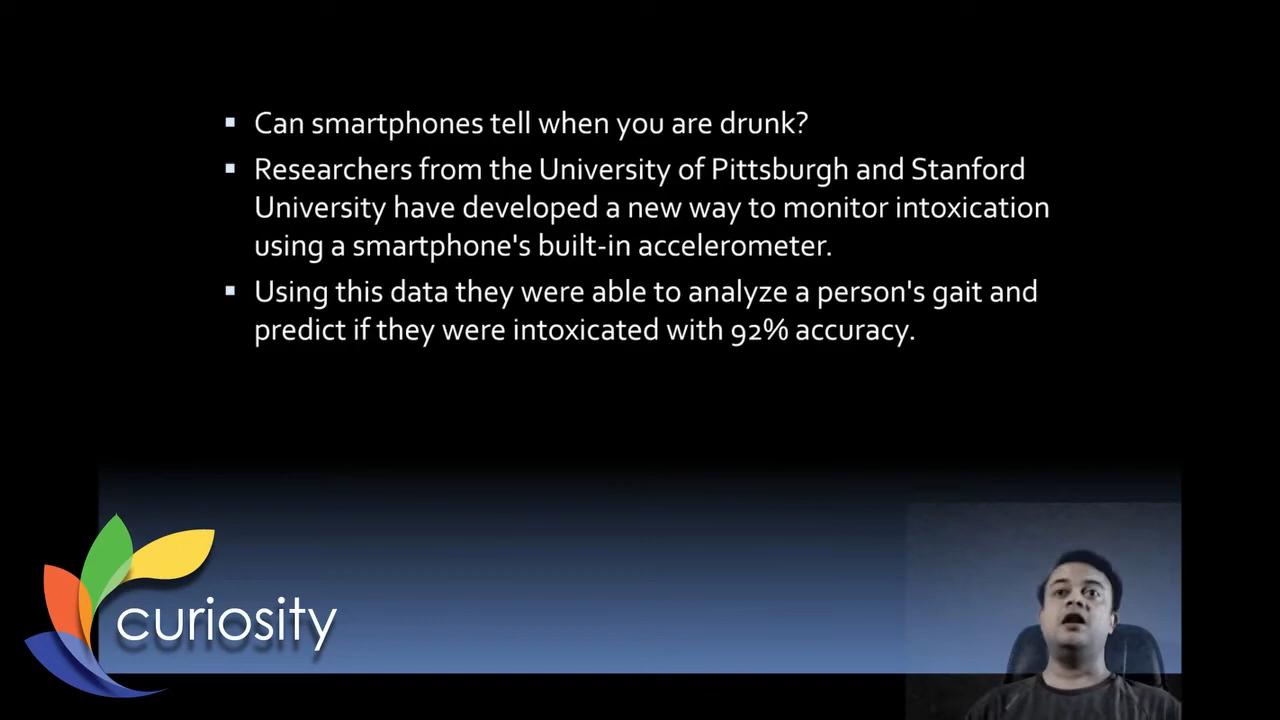 Can smartphones tell when you are drunk?
Researchers from the University of Pittsburgh and Stanford
University have developed a new way to monitor intoxication
using a smartphone's built-in accelerometer.
Using this data they were able to analyze a person's gait and
predict if they were intoxicated with 92% accuracy.
curiosity